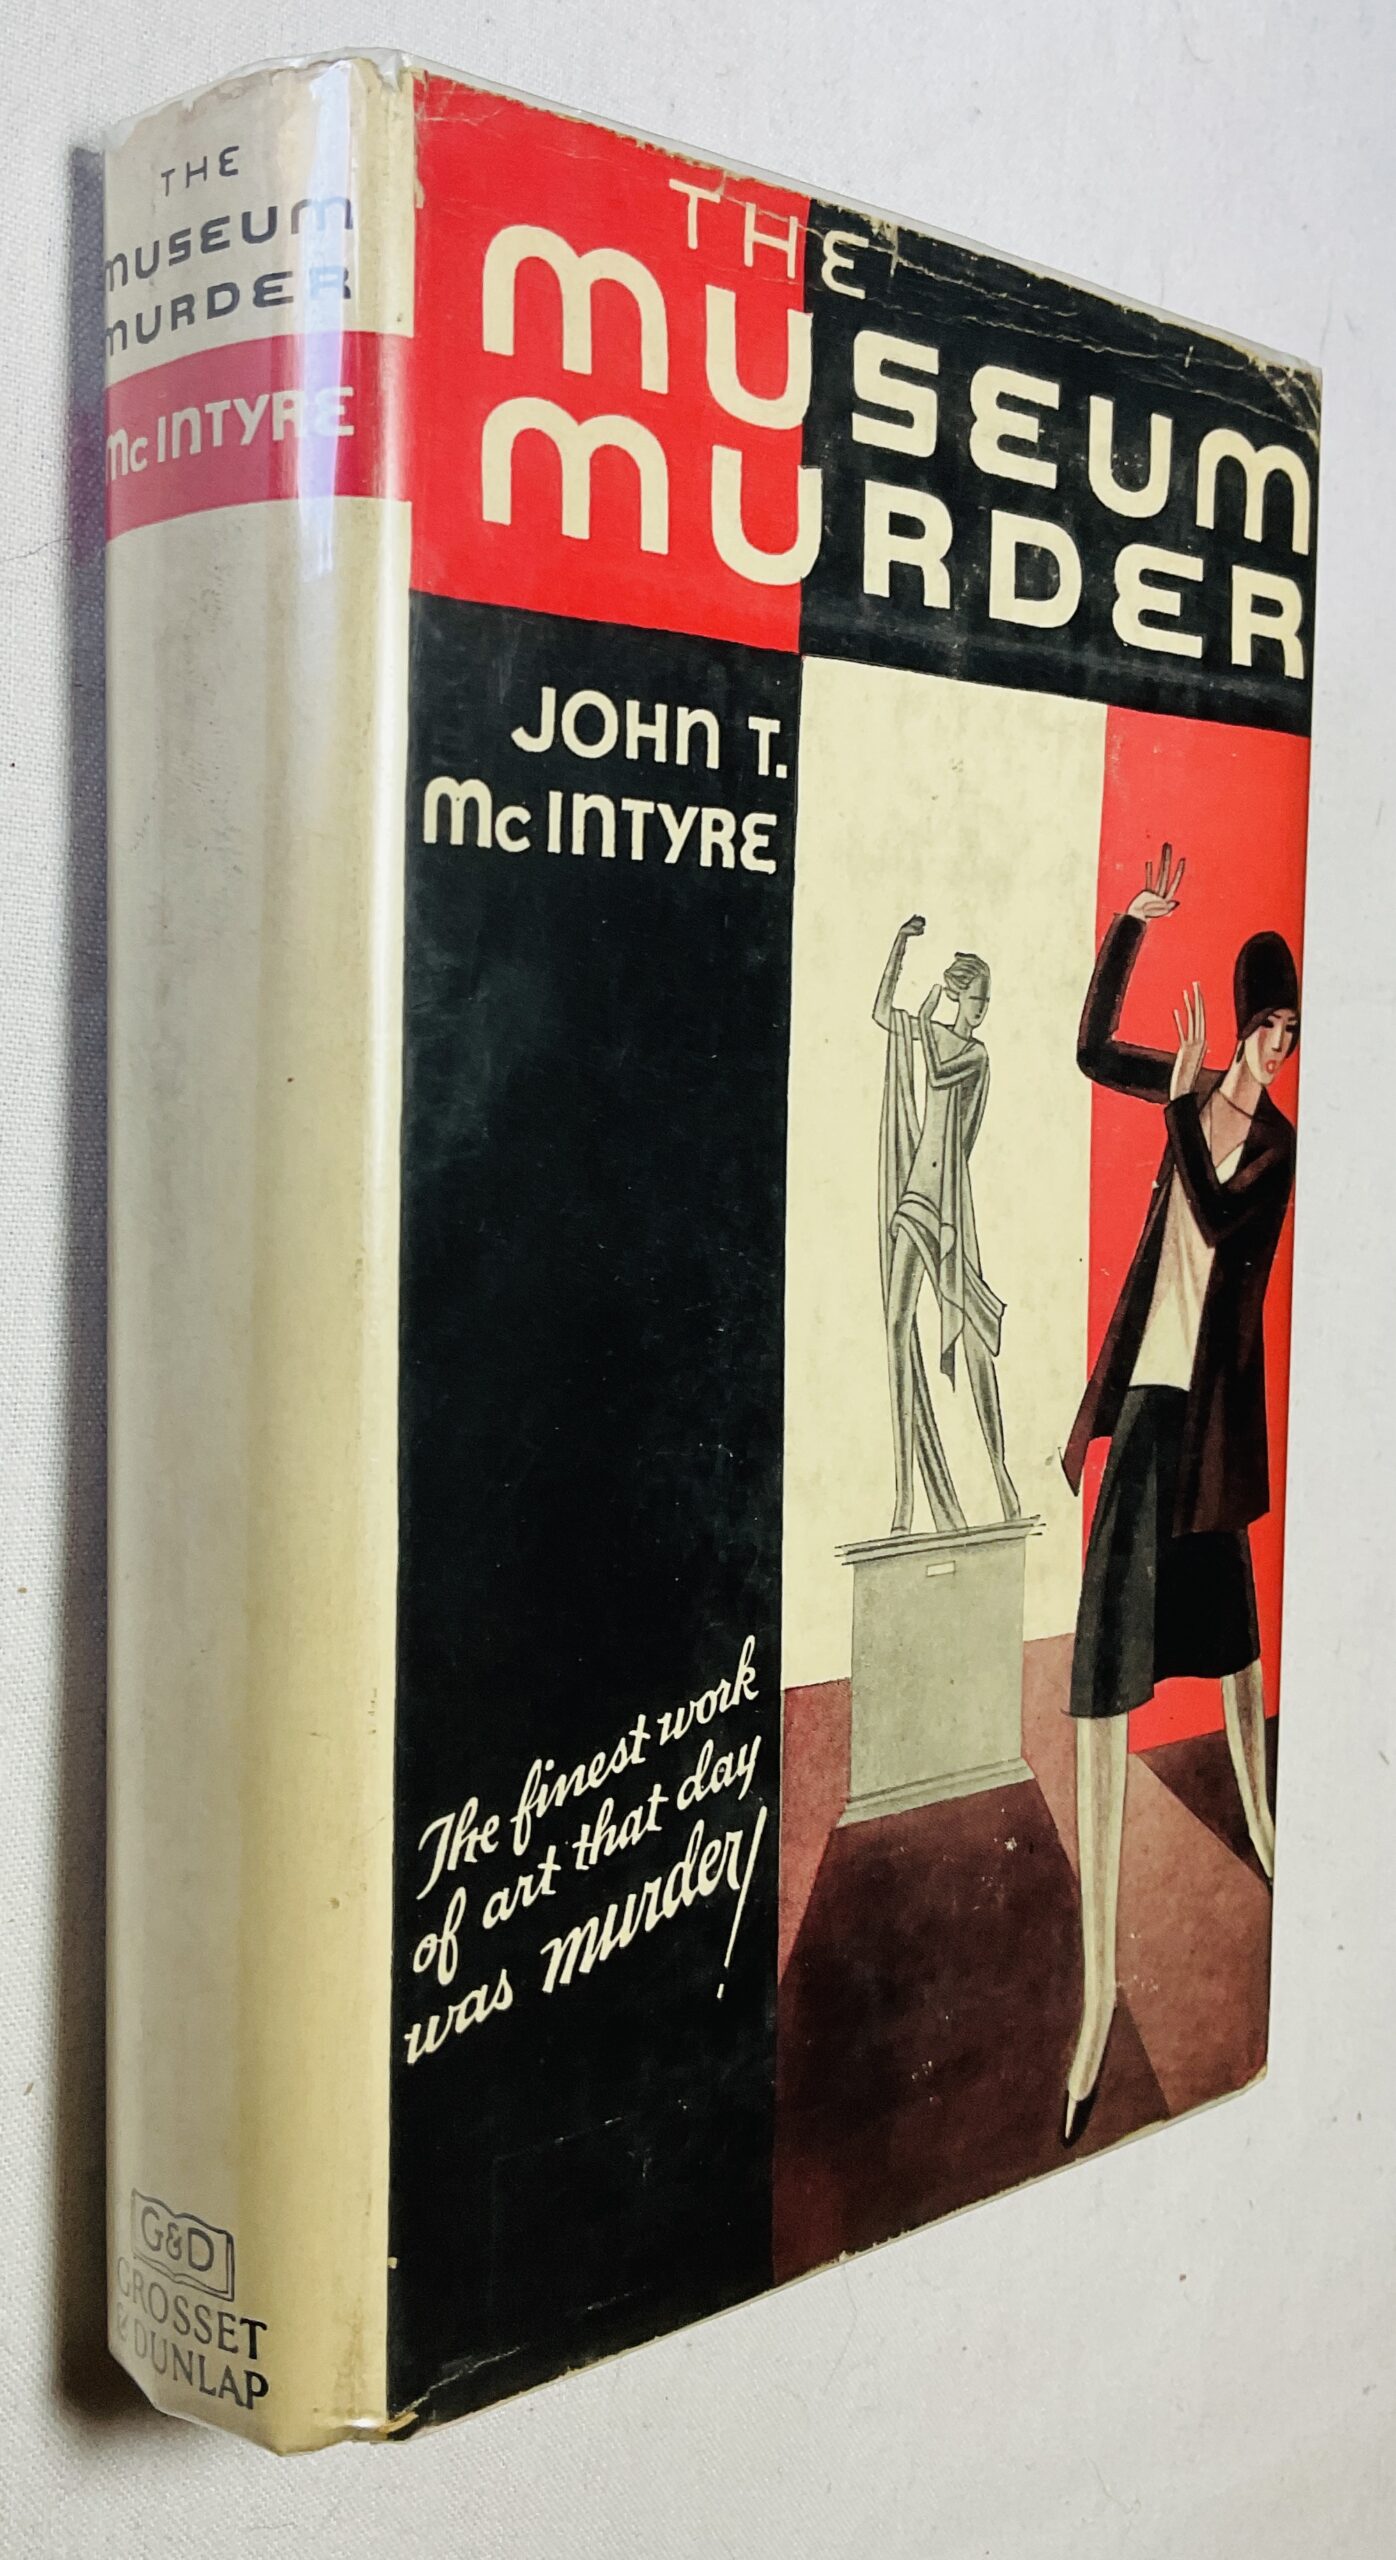 THE
MUSEUM
MURDER
McINTYRE
G&D
GROSSET
& DUNLAP
THE
MUSEUM
MURDER
JOHN T.
McINTYRE
The finest work
of art that day
was murder!